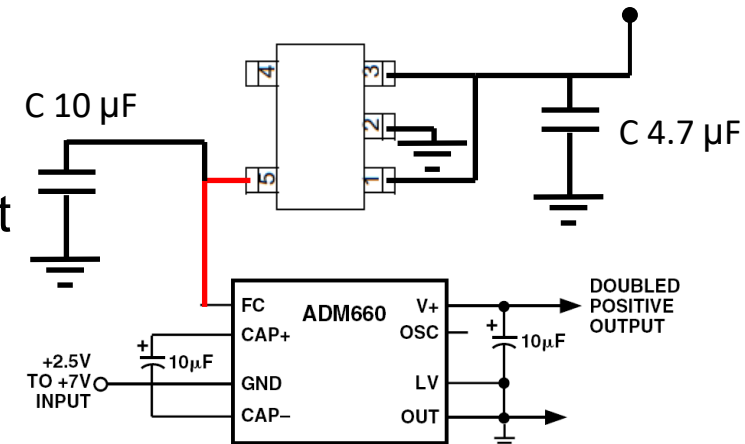 4
3
C 10 µF
2
C 4.7 µF
5
1
t
FC
ADM660
V+
DOUBLED
POSITIVE
OUTPUT
CAP+
OSC
+
+
10µF
10µF
+2.5V
TO +7V
INPUT
GND
LV
CAP–
OUT